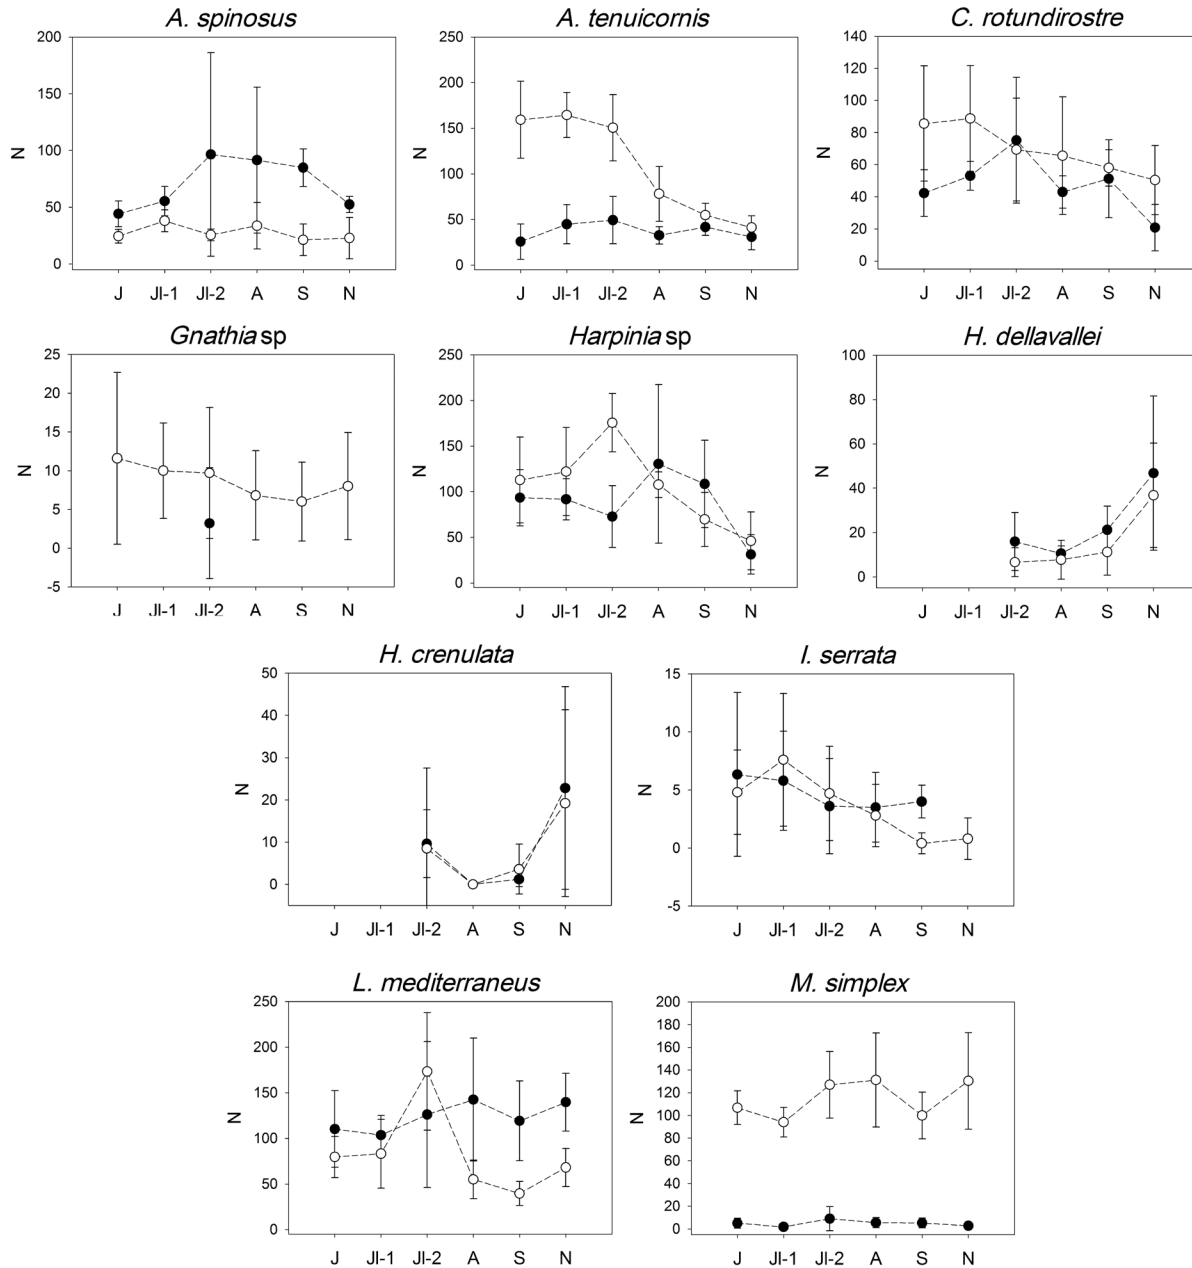 A. spinosus
200
150
100
50
0
N
J Jl-1 Jl-2 A S N
A. tenuicornis
250
200
150
100
50
0
N
J Jl-1 Jl-2 A S N
C. rotundirostre
140
120
100
80
60
40
20
0
N
J Jl-1 Jl-2 A S N
Gnathia sp
25
20
15
10
5
0
-5
N
J Jl-1 Jl-2 A S N
Harpinia sp
250
200
150
100
50
0
N
J Jl-1 Jl-2 A S N
H. dellavallei
100
80
60
40
20
0
N
J Jl-1 Jl-2 A S N
H. crenulata
50
40
30
20
10
0
N
J Jl-1 Jl-2 A S N
I. serrata
15
10
5
0
-5
N
J Jl-1 Jl-2 A S N
L. mediterraneus
250
200
150
100
50
0
N
J Jl-1 Jl-2 A S N
M. simplex
200
180
160
140
120
100
80
60
40
20
0
N
J Jl-1 Jl-2 A S N